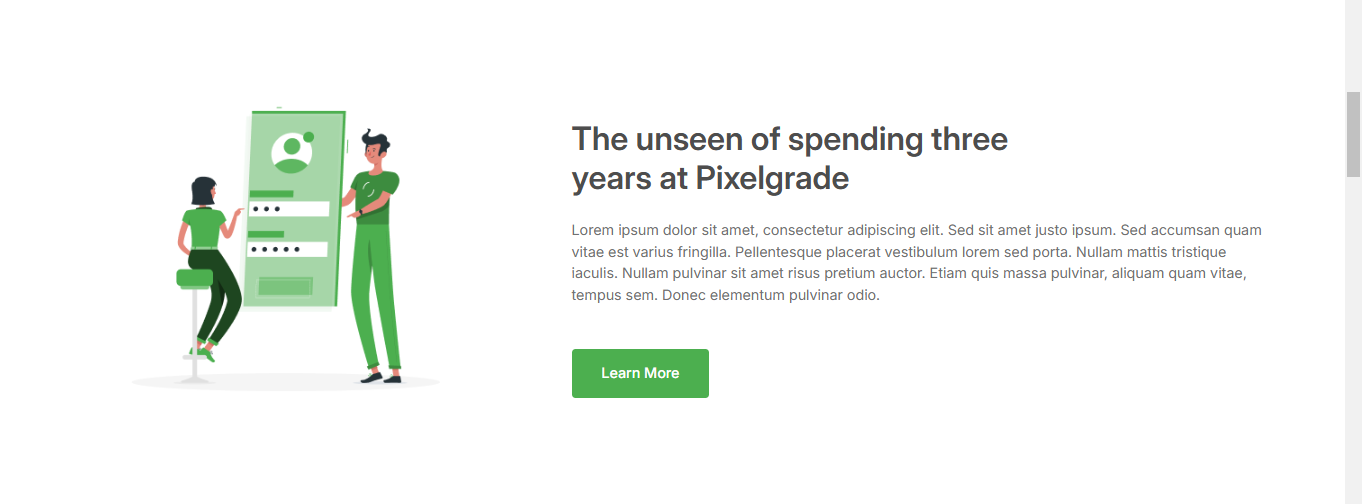 The unseen of spending three
years at Pixelgrade
Lorem ipsum dolor sit amet, consectetur adipiscing elit. Sed sit amet justo ipsum. Sed accumsan quam
vitae est varius fringilla. Pellentesque placerat vestibulum lorem sed porta. Nullam mattis tristique
iaculis. Nullam pulvinar sit amet risus pretium auctor. Etiam quis massa pulvinar, aliquam quam vitae,
tempus sem. Donec elementum pulvinar odio.
Learn More